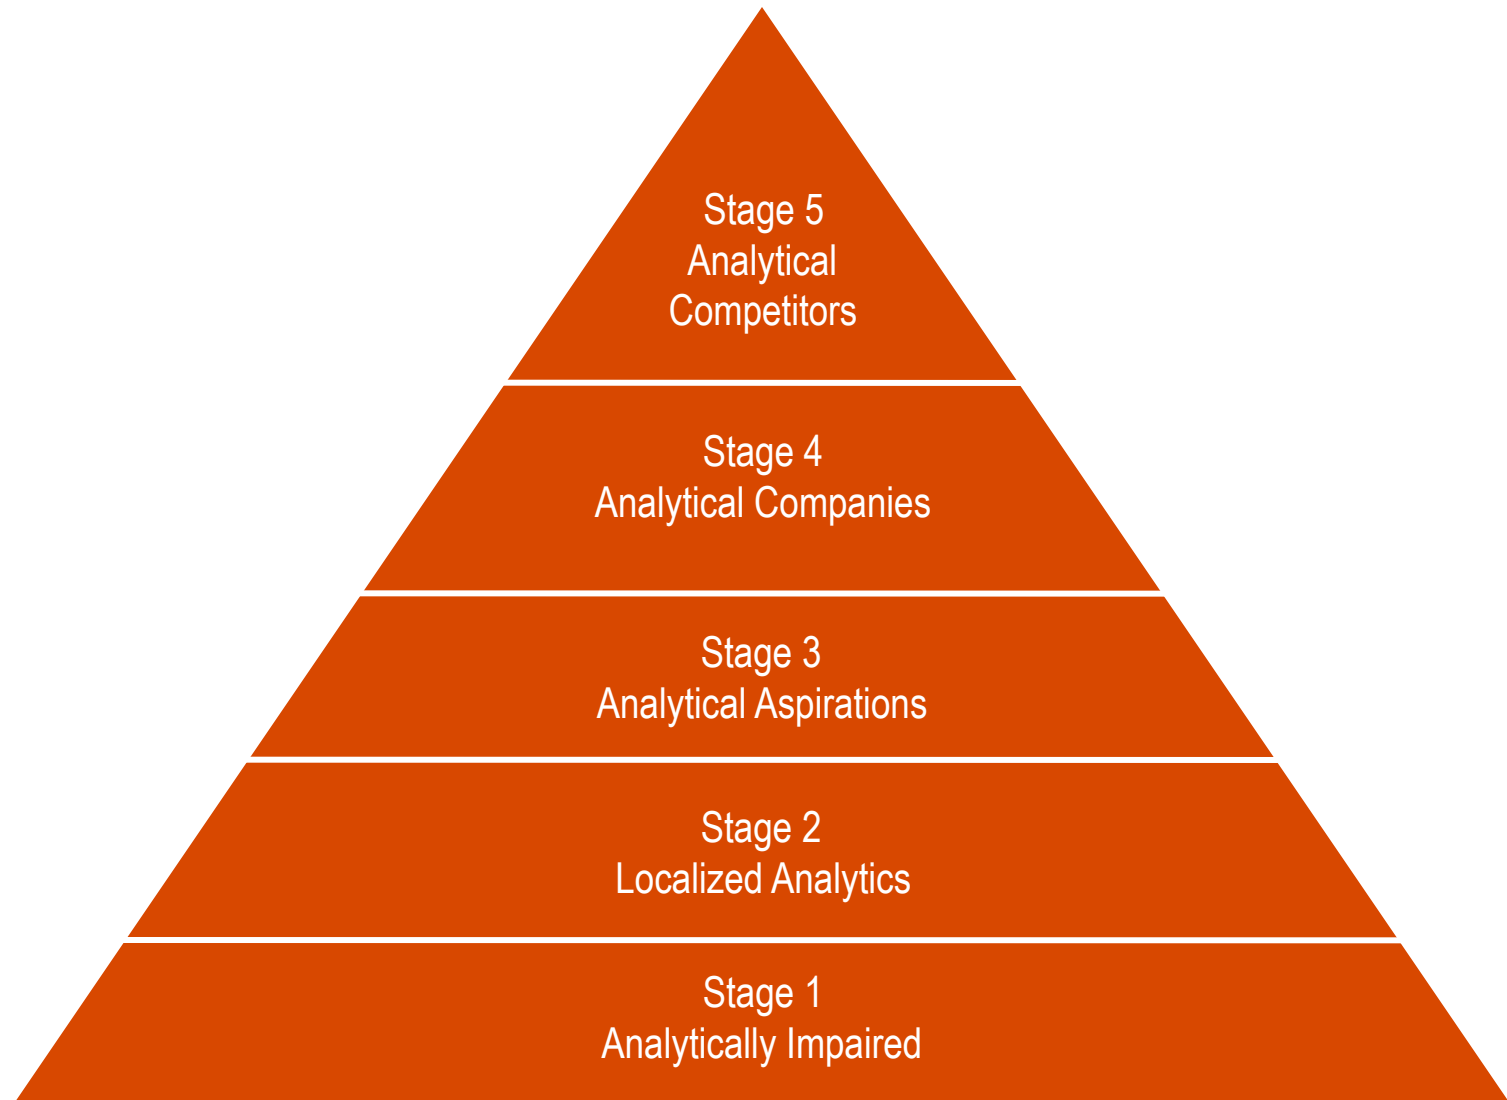 Stage 5
Analytical
Competitors
Stage 4
Analytical Companies
Stage 3
Analytical Aspirations
Stage 2
Localized Analytics
Stage 1
Analytically Impaired